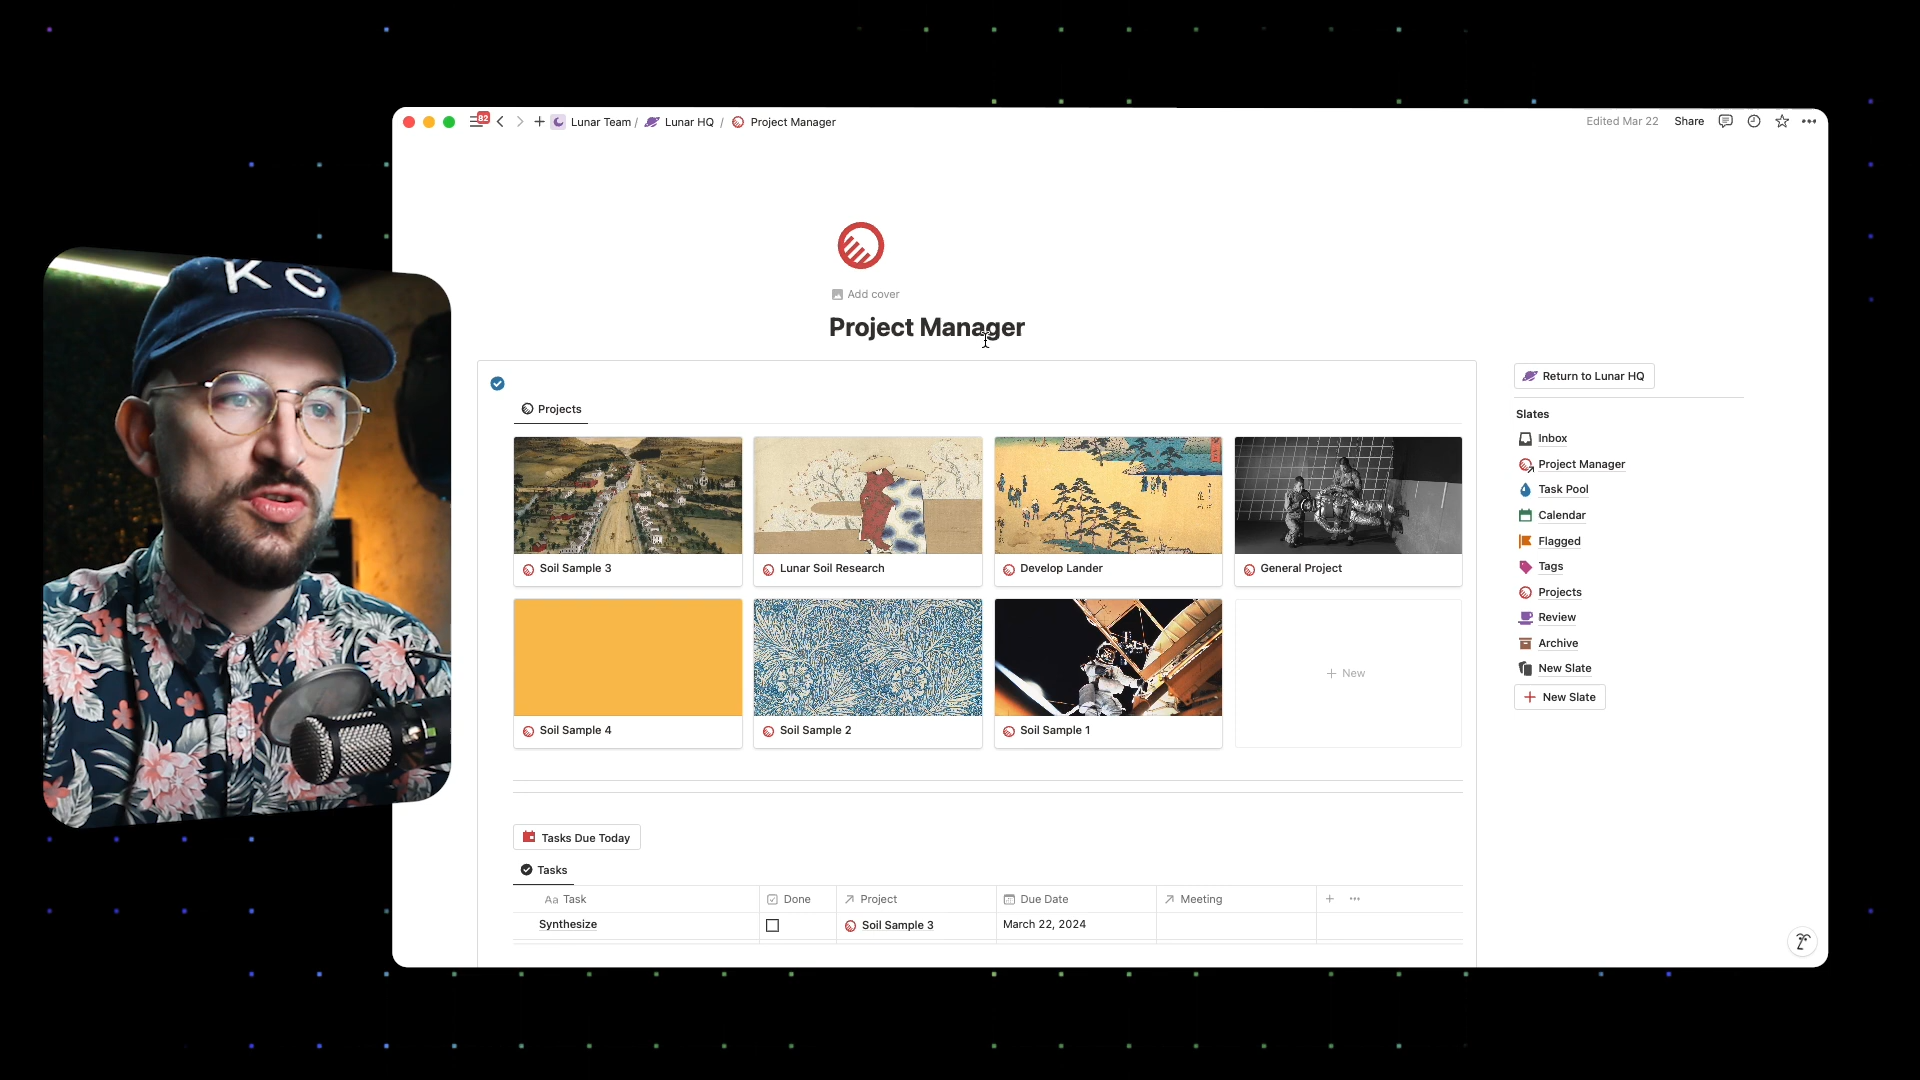 K C
82
Lunar Team / Lunar HQ / Project Manager
Edited Mar 22 Share
Add cover
Project Manager
Projects
Soil Sample 3
Lunar Soil Research
Develop Lander
General Project
Soil Sample 4
Soil Sample 2
Soil Sample 1
New
Return to Lunar HQ
Slates
Inbox
Project Manager
Task Pool
Calendar
Flagged
Tags
Projects
Review
Archive
New Slate
New Slate
Tasks Due Today
Tasks
Aa Task Done Project Due Date Meeting
Synthesize Soil Sample 3 March 22, 2024